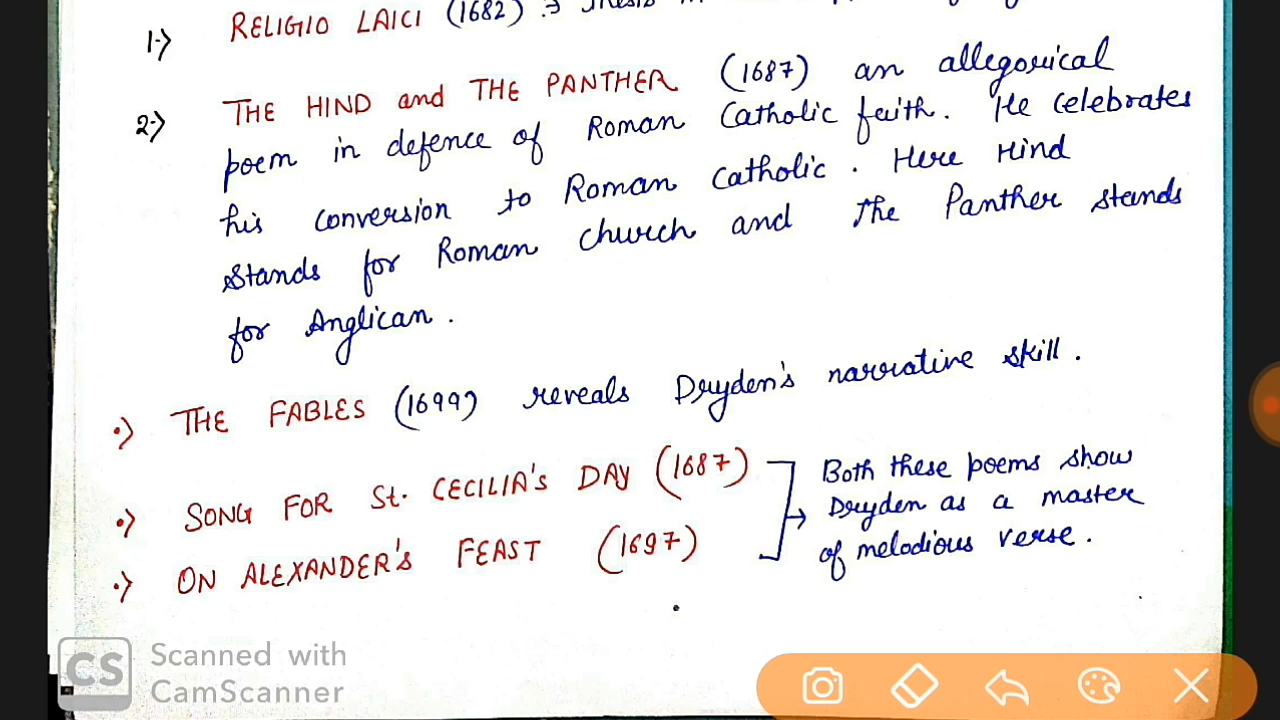 1·) RELIGIO LAICI (1682) :→ Thesis
2·) THE HIND and THE PANTHER (1687) an allegorical
poem in defence of Roman Catholic faith. He celebrates
his conversion to Roman Catholic. Here Hind
stands for Roman church and The Panther stands
for Anglican.
·) THE FABLES (1699) reveals Dryden's narrative skill.
·) SONG FOR St. CECILIA's DAY (1687)
·) ON ALEXANDER's FEAST (1697)
Both these poems show
→ Dryden as a master
of melodious verse.
CS Scanned with
CamScanner